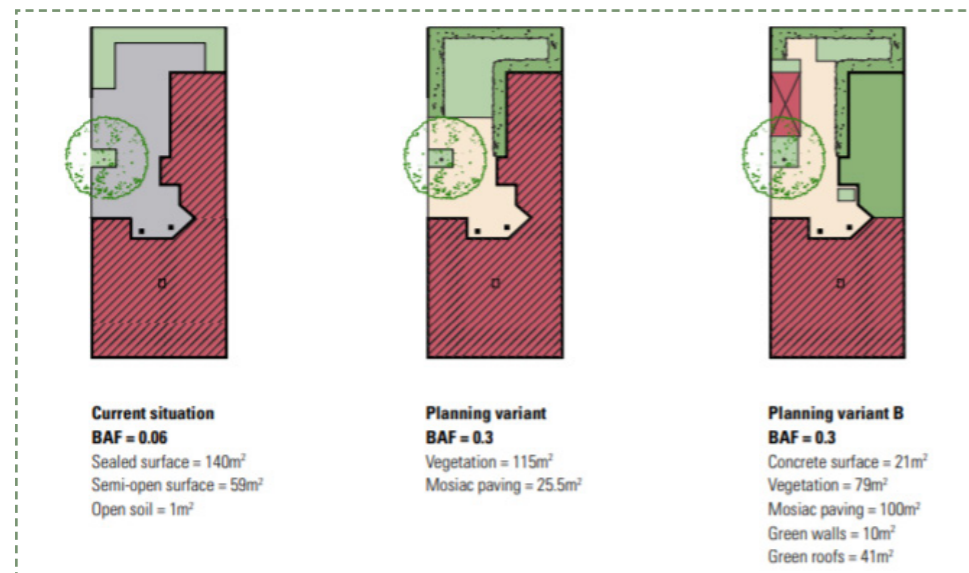 Current situation
BAF = 0.06
Sealed surface = 140m²
Semi-open surface = 59m²
Open soil = 1m²
Planning variant
BAF = 0.3
Vegetation = 115m²
Mosiac paving = 25.5m²
Planning variant B
BAF = 0.3
Concrete surface = 21m²
Vegetation = 79m²
Mosiac paving = 100m²
Green walls = 10m²
Green roofs = 41m²